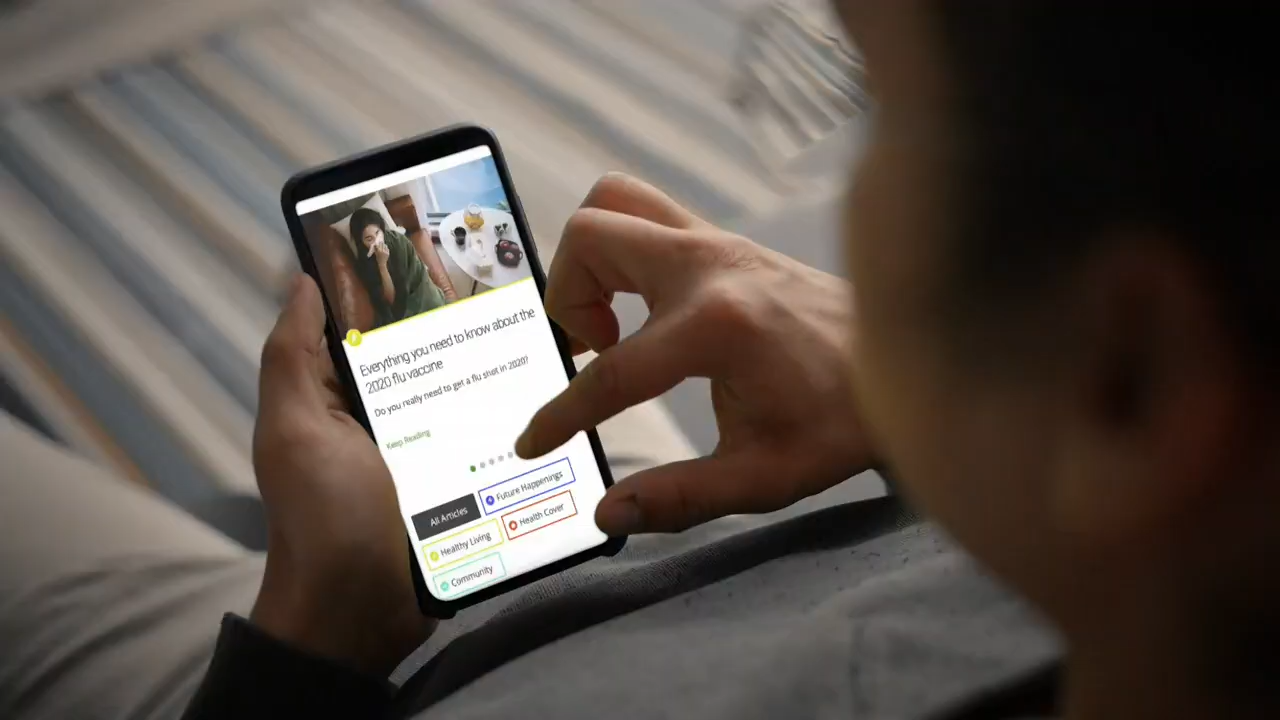 Everything you need to know about the
2020 flu vaccine
Do you really need to get a flu shot in 2020?
Keep Reading
All Articles
Future Happenings
Healthy Living
Health Cover
Community